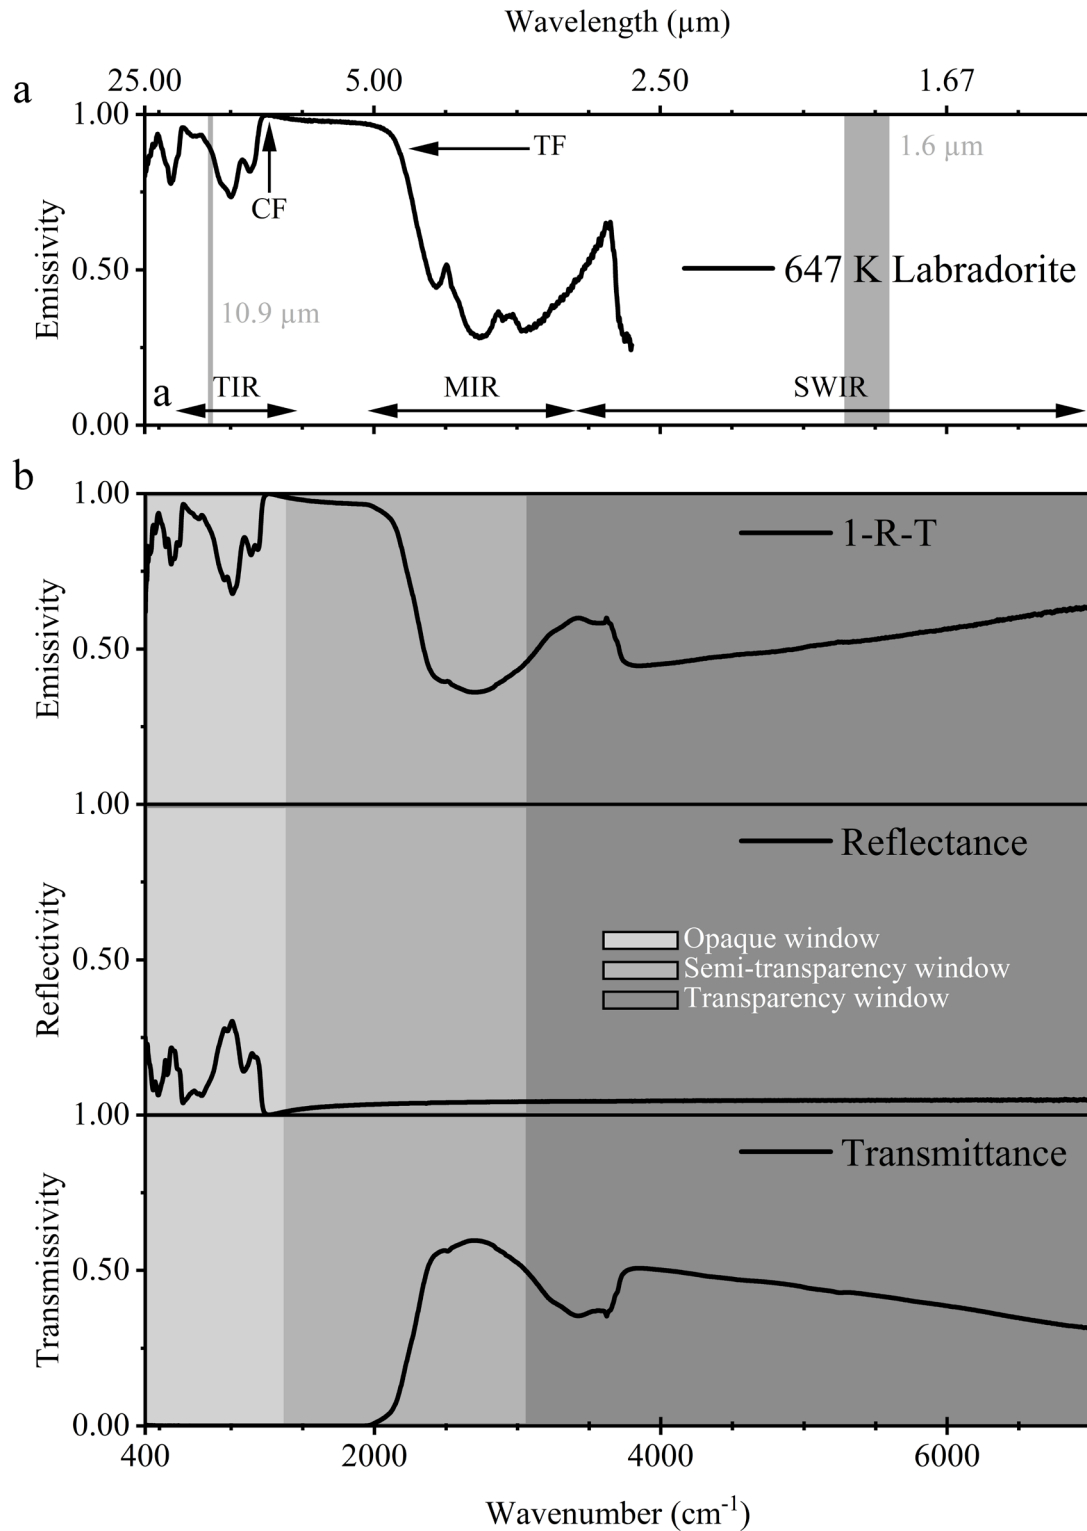 Wavelength (µm)
25.00 5.00 2.50 1.67
a
1.00
TF
1.6 µm
CF
Emissivity
0.50
647 K Labradorite
10.9 µm
a TIR MIR SWIR
0.00
b
1.00
1-R-T
Emissivity
0.50
1.00
Reflectance
Reflectivity
0.50
Opaque window
Semi-transparency window
Transparency window
1.00
Transmittance
Transmissivity
0.50
0.00
400 2000 4000 6000
Wavenumber (cm⁻¹)